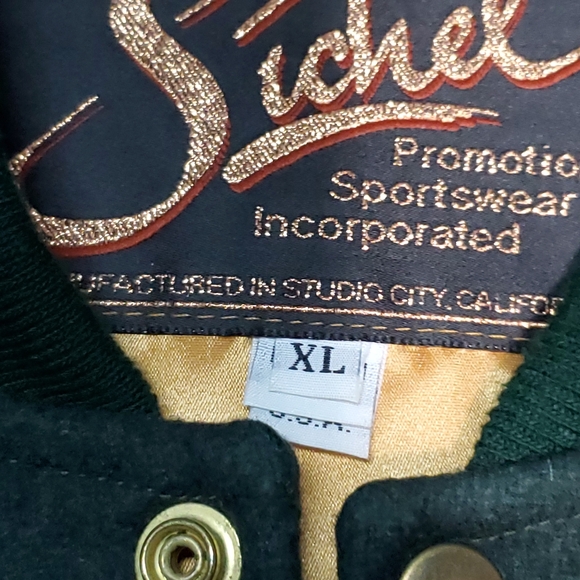 Sichel
Promotio
Sportswear
Incorporated
UFACTURED IN STUDIO CITY, CALIFO
XL
U.S.A.